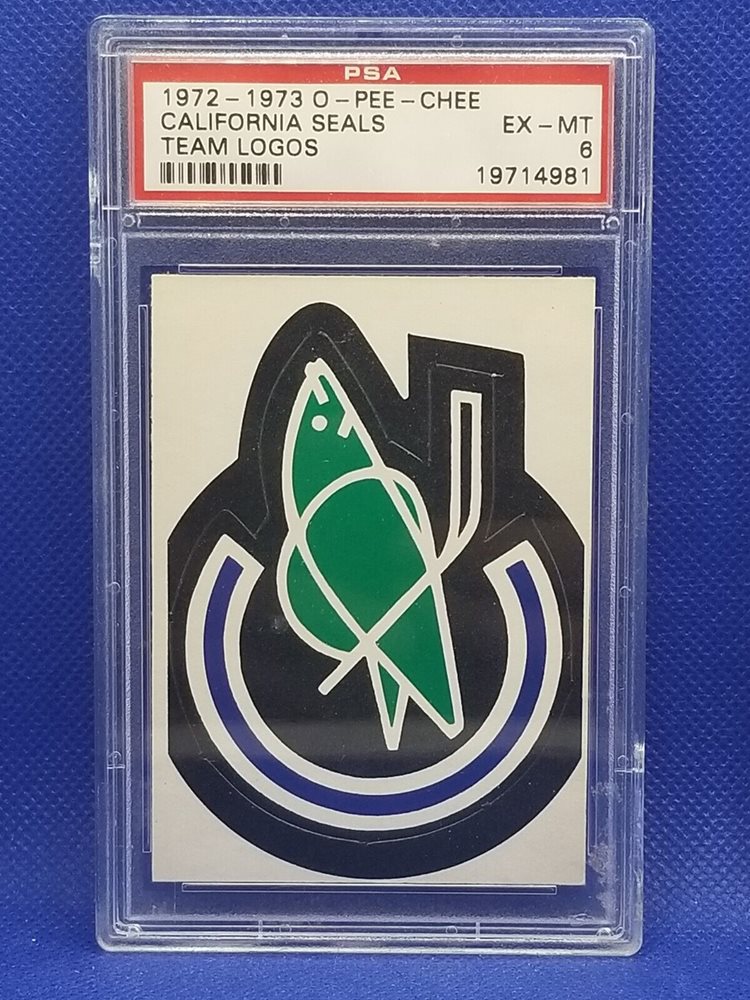 PSA
1972-1973 O-PEE-CHEE
CALIFORNIA SEALS EX-MT
TEAM LOGOS 6
19714981